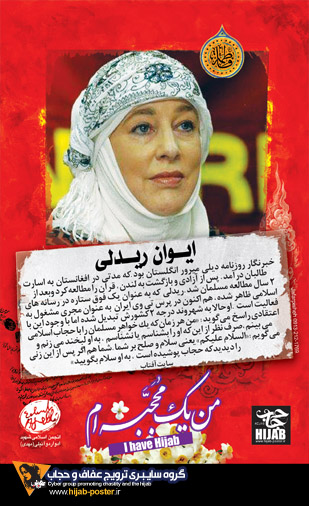 ایوان ریدلی
خبرنگار روزنامه دیلی میرور انگلستان بود که مدتی در افغانستان به اسارت
طالبان درآمد. پس از آزادی و بازگشت به لندن، قرآن را مطالعه کرد و بعد از
۲ سال مطالعه مسلمان شد. ریدلی که به عنوان یک فوق ستاره در رسانه های
اسلامی ظاهر شده، هم اکنون در پرس تی وی ایران به عنوان مجری مشغول به
فعالیت است. او حالا به شهروند درجه ۲ کشورش تبدیل شده اما با وجود این با
اعتقادی راسخ می گوید: «من هر زمان که یک خواهر مسلمان را با حجاب اسلامی
می بینم، صرف نظر از این که او را بشناسم یا نشناسم، به او لبخند می زنم و
می گویم: «السلام علیکم» یعنی سلام و صلح بر شما. شما هم اگر پس از این زنی
را دیدید که حجاب پوشیده است، به او سلام بگویید.»
سایت آفتاب
من یک محجبه ام
I have Hijab
HIJAB
انجمن اسلامی شهید
گروه سایبری ترویج عفاف و حجاب
Cyber group promoting chastity and the hijab
www.hijab-poster.ir